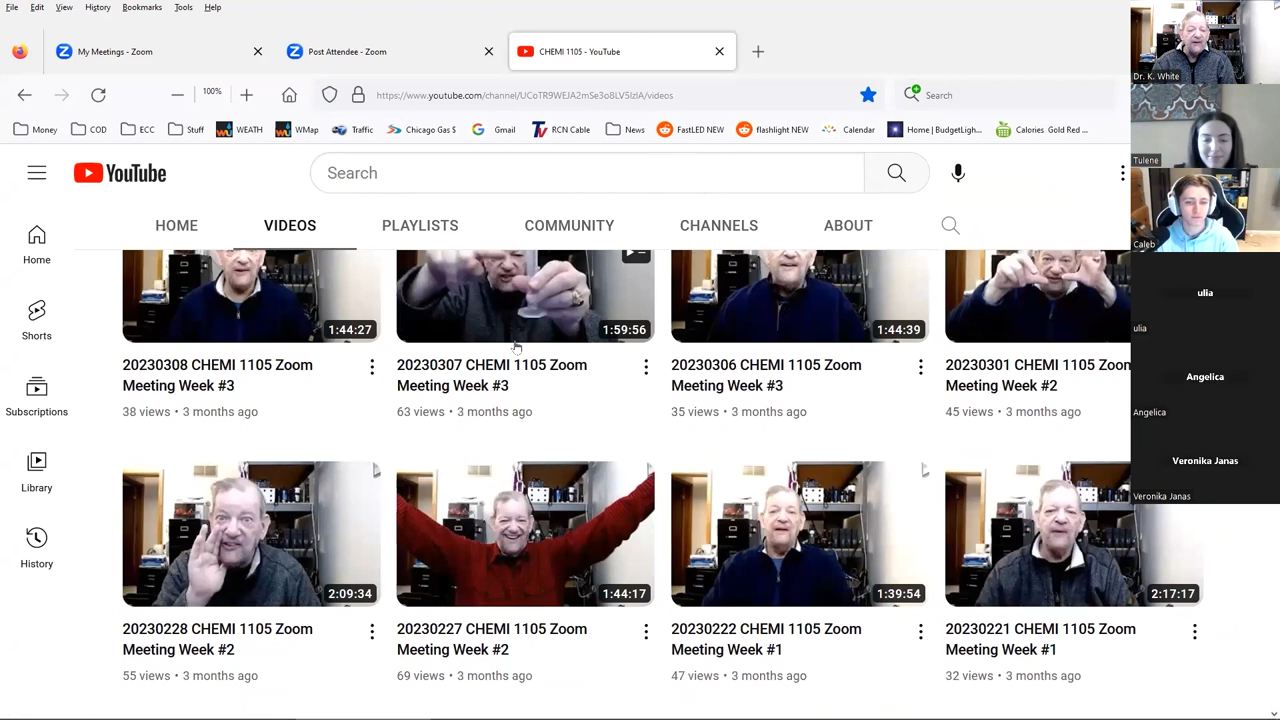 File Edit View History Bookmarks Tools Help
My Meetings - Zoom
Post Attendee - Zoom
CHEMI 1105 - YouTube
100%
https://www.youtube.com/channel/UCoTR9WEJA2mSe3o8LV5IzIA/videos
Search
Money COD ECC Stuff WEATH WMap Traffic Chicago Gas $ Gmail RCN Cable News FastLED NEW flashlight NEW Calendar Home | BudgetLigh... Calories Gold Red ...
YouTube
Search
HOME VIDEOS PLAYLISTS COMMUNITY CHANNELS ABOUT
Home
Shorts
Subscriptions
Library
History
1:44:27
20230308 CHEMI 1105 Zoom
Meeting Week #3
38 views • 3 months ago
1:59:56
20230307 CHEMI 1105 Zoom
Meeting Week #3
63 views • 3 months ago
1:44:39
20230306 CHEMI 1105 Zoom
Meeting Week #3
35 views • 3 months ago
20230301 CHEMI 1105 Zoon
Meeting Week #2
45 views • 3 months ago
2:09:34
20230228 CHEMI 1105 Zoom
Meeting Week #2
55 views • 3 months ago
1:44:17
20230227 CHEMI 1105 Zoom
Meeting Week #2
69 views • 3 months ago
1:39:54
20230222 CHEMI 1105 Zoom
Meeting Week #1
47 views • 3 months ago
2:17:17
20230221 CHEMI 1105 Zoom
Meeting Week #1
32 views • 3 months ago
Dr. K. White
Tulene
Caleb
ulia
ulia
Angelica
Angelica
Veronika Janas
Veronika Janas